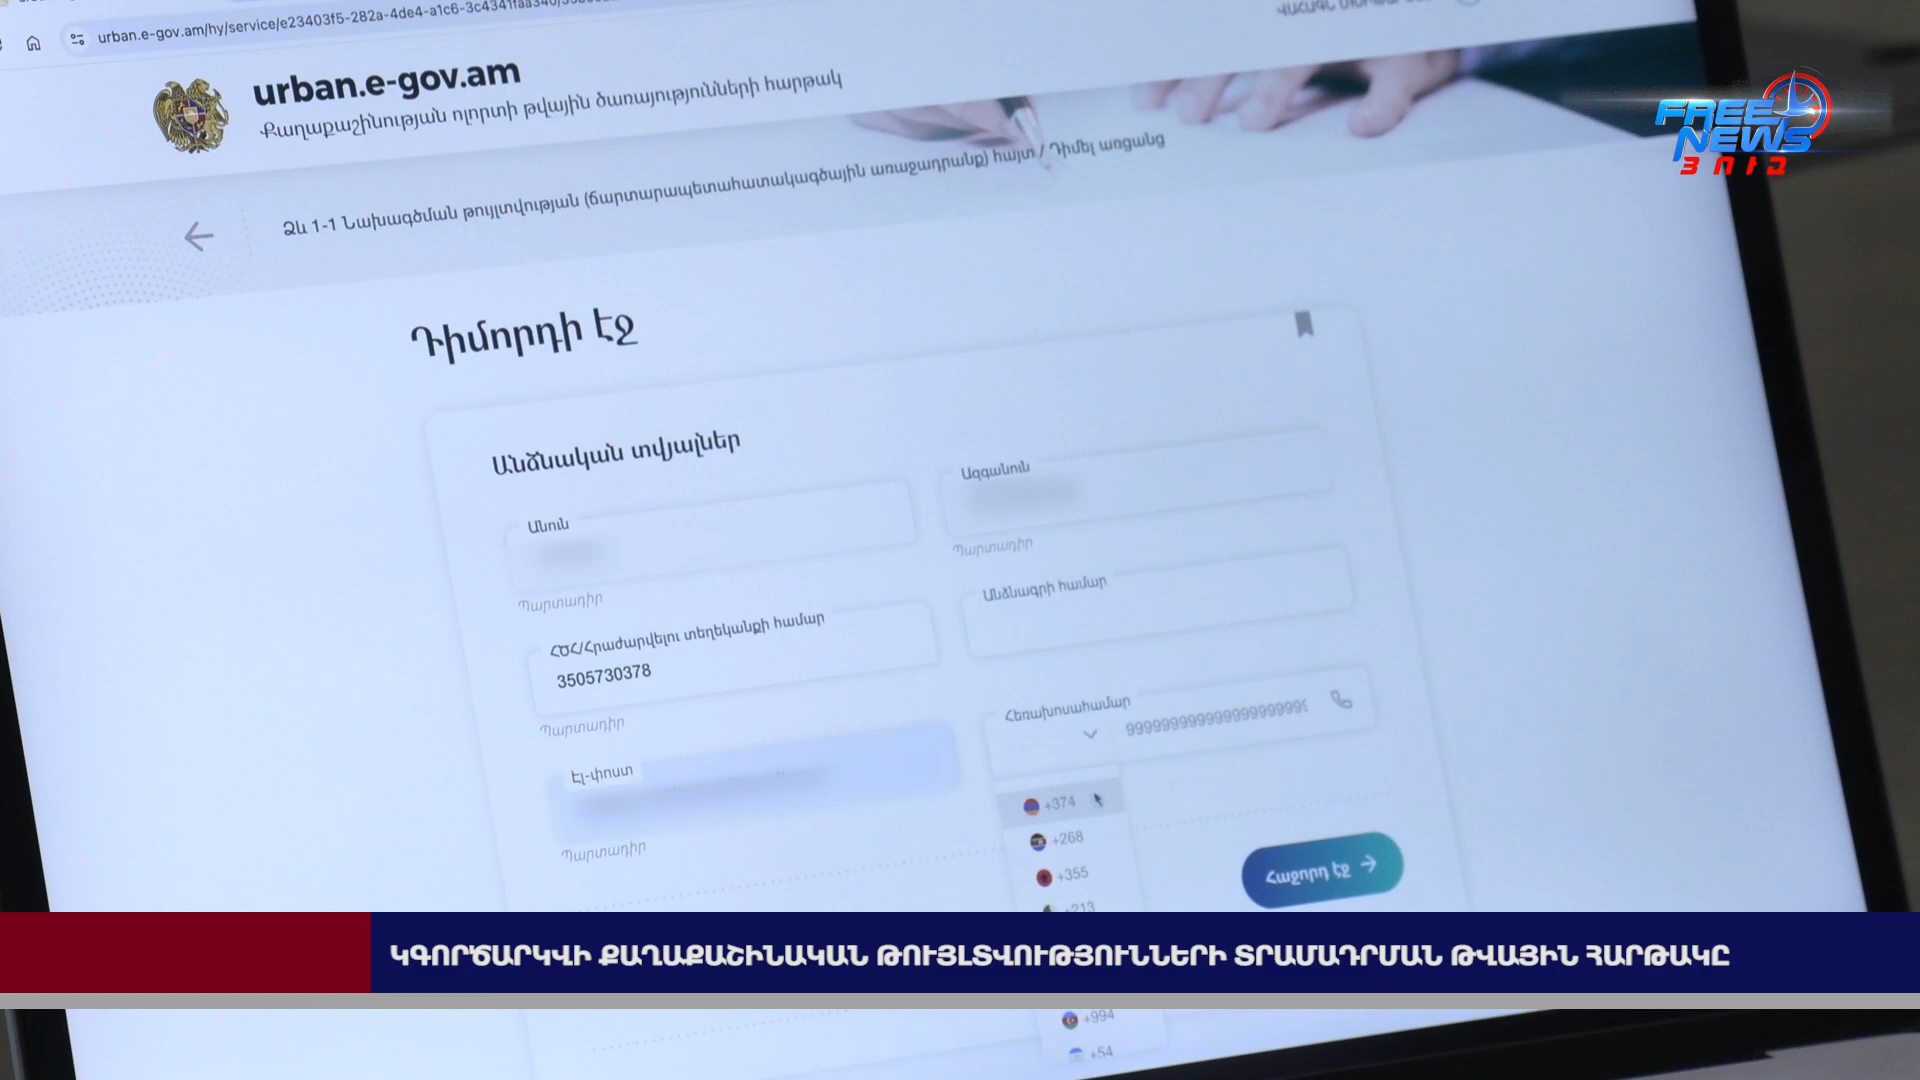 urban.e-gov.am/hy/service/e23403f5-282a-4de4-a1c6-3c4341faa340/
urban.e-gov.am
Քաղաքաշինության ոլորտի թվային ծառայությունների հարթակ
FREE
NEWS
ՅՈՒԶ
Ձև 1-1 Նախագծման թույլտվության (ճարտարապետահատակագծային առաջադրանք) հայտ / Դիմել առցանց
Դիմորդի էջ
Անձնական տվյալներ
Անուն
Ազգանուն
Պարտադիր
Պարտադիր
ՀԾՀ/Հրաժարվելու տեղեկանքի համար
3505730378
Անձնագրի համար
Պարտադիր
Հեռախոսահամար
Էլ-փոստ
Պարտադիր
+374
+268
+355
+213
Հաջորդ էջ
ԿԳՈՐԾԱՐԿՎԻ ՔԱՂԱՔԱՇԻՆԱԿԱՆ ԹՈՒՅԼՏՎՈՒԹՅՈՒՆՆԵՐԻ ՏՐԱՄԱԴՐՄԱՆ ԹՎԱՅԻՆ ՀԱՐԹԱԿԸ
+994
+54